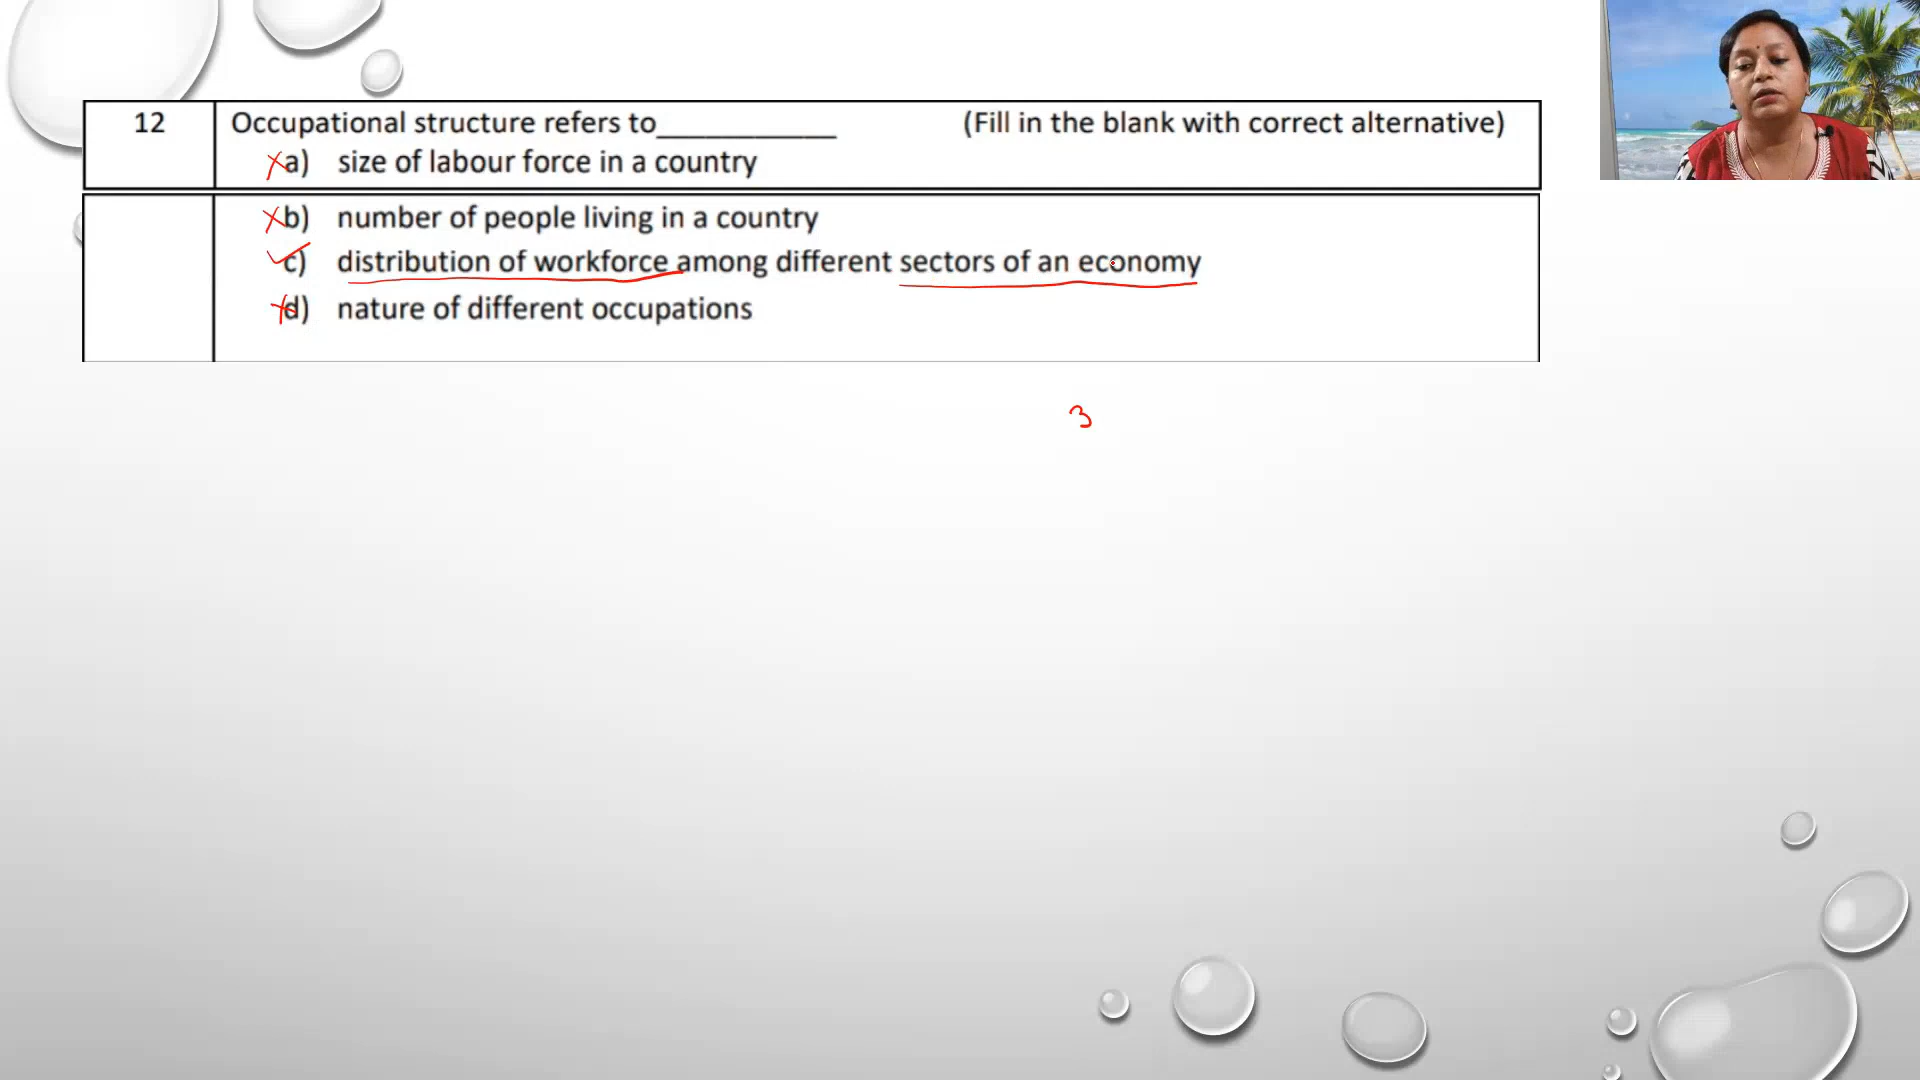 12
Occupational structure refers to___________ (Fill in the blank with correct alternative)
a) size of labour force in a country
b) number of people living in a country
c) distribution of workforce among different sectors of an economy
d) nature of different occupations
3